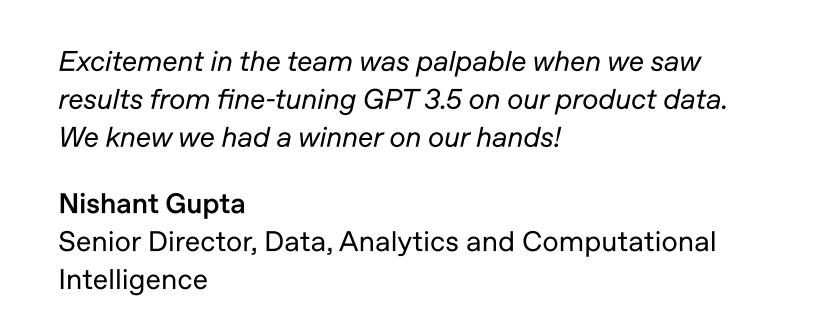 Excitement in the team was palpable when we saw
results from fine-tuning GPT 3.5 on our product data.
We knew we had a winner on our hands!
Nishant Gupta
Senior Director, Data, Analytics and Computational
Intelligence